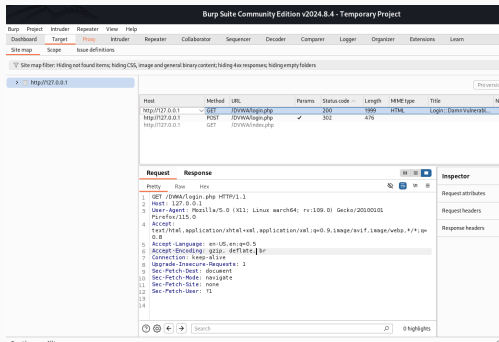 Burp Suite Community Edition v2024.8.4 - Temporary Project
Burp Project Intruder Repeater View Help
Dashboard Target Proxy Intruder Repeater Collaborator Sequencer Decoder Comparer Logger Organizer Extensions Learn
Site map Scope Issue definitions
Site map filter: Hiding not found items; hiding CSS, image and general binary content; hiding 4xx responses; hiding empty folders
> http://127.0.0.1
Host Method URL Params Status code Length MIME type Title
http://127.0.0.1 GET /DVWA/login.php 200 1999 HTML Login :: Damn Vulnerabl...
http://127.0.0.1 POST /DVWA/login.php ✓ 302 476
http://127.0.0.1 GET /DVWA/index.php
Request Response
Pretty Raw Hex
1 GET /DVWA/login.php HTTP/1.1
2 Host: 127.0.0.1
3 User-Agent: Mozilla/5.0 (X11; Linux aarch64; rv:109.0) Gecko/20100101
Firefox/115.0
4 Accept:
text/html,application/xhtml+xml,application/xml;q=0.9,image/avif,image/webp,*/*;q=
0.8
5 Accept-Language: en-US,en;q=0.5
6 Accept-Encoding: gzip, deflate, br
7 Connection: keep-alive
8 Upgrade-Insecure-Requests: 1
9 Sec-Fetch-Dest: document
10 Sec-Fetch-Mode: navigate
11 Sec-Fetch-Site: none
12 Sec-Fetch-User: ?1
13
14
Inspector
Request attributes
Request headers
Response headers
Search
0 highlights